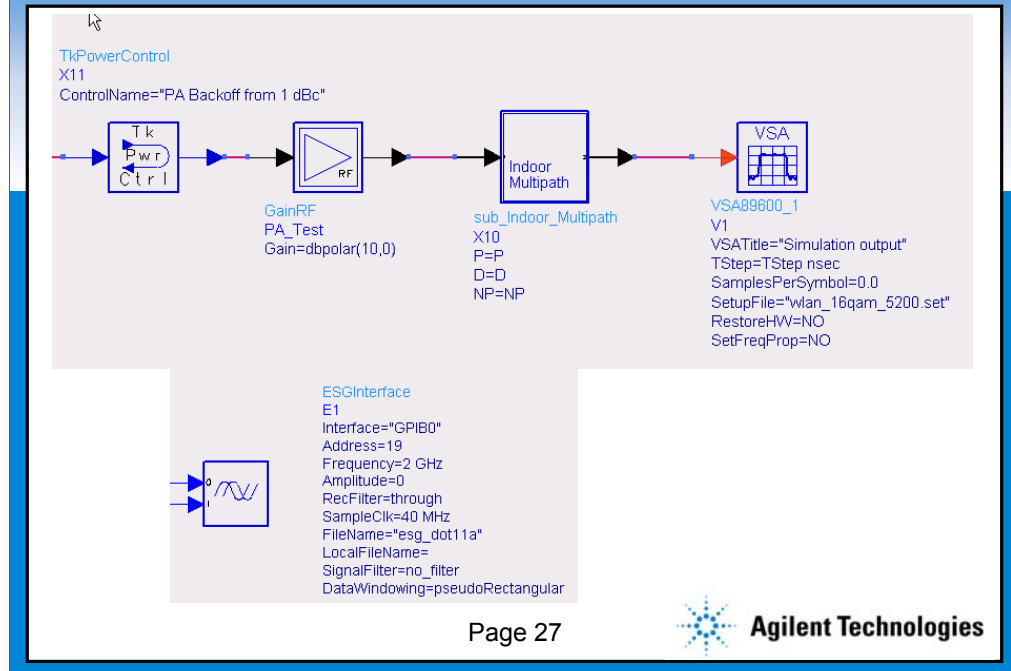 TkPowerControl
X11
ControlName="PA Backoff from 1 dBc"
Tk
Pwr
Ctrl
RF
GainRF
PA_Test
Gain=dbpolar(10,0)
Indoor
Multipath
sub_Indoor_Multipath
X10
P=P
D=D
NP=NP
VSA
VSA89600_1
V1
VSATitle="Simulation output"
TStep=TStep nsec
SamplesPerSymbol=0.0
SetupFile="wlan_16qam_5200.set"
RestoreHW=NO
SetFreqProp=NO
ESGInterface
E1
Interface="GPIB0"
Address=19
Frequency=2 GHz
Amplitude=0
RecFilter=through
SampleClk=40 MHz
FileName="esg_dot11a"
LocalFileName=
SignalFilter=no_filter
DataWindowing=pseudoRectangular
Page 27
Agilent Technologies